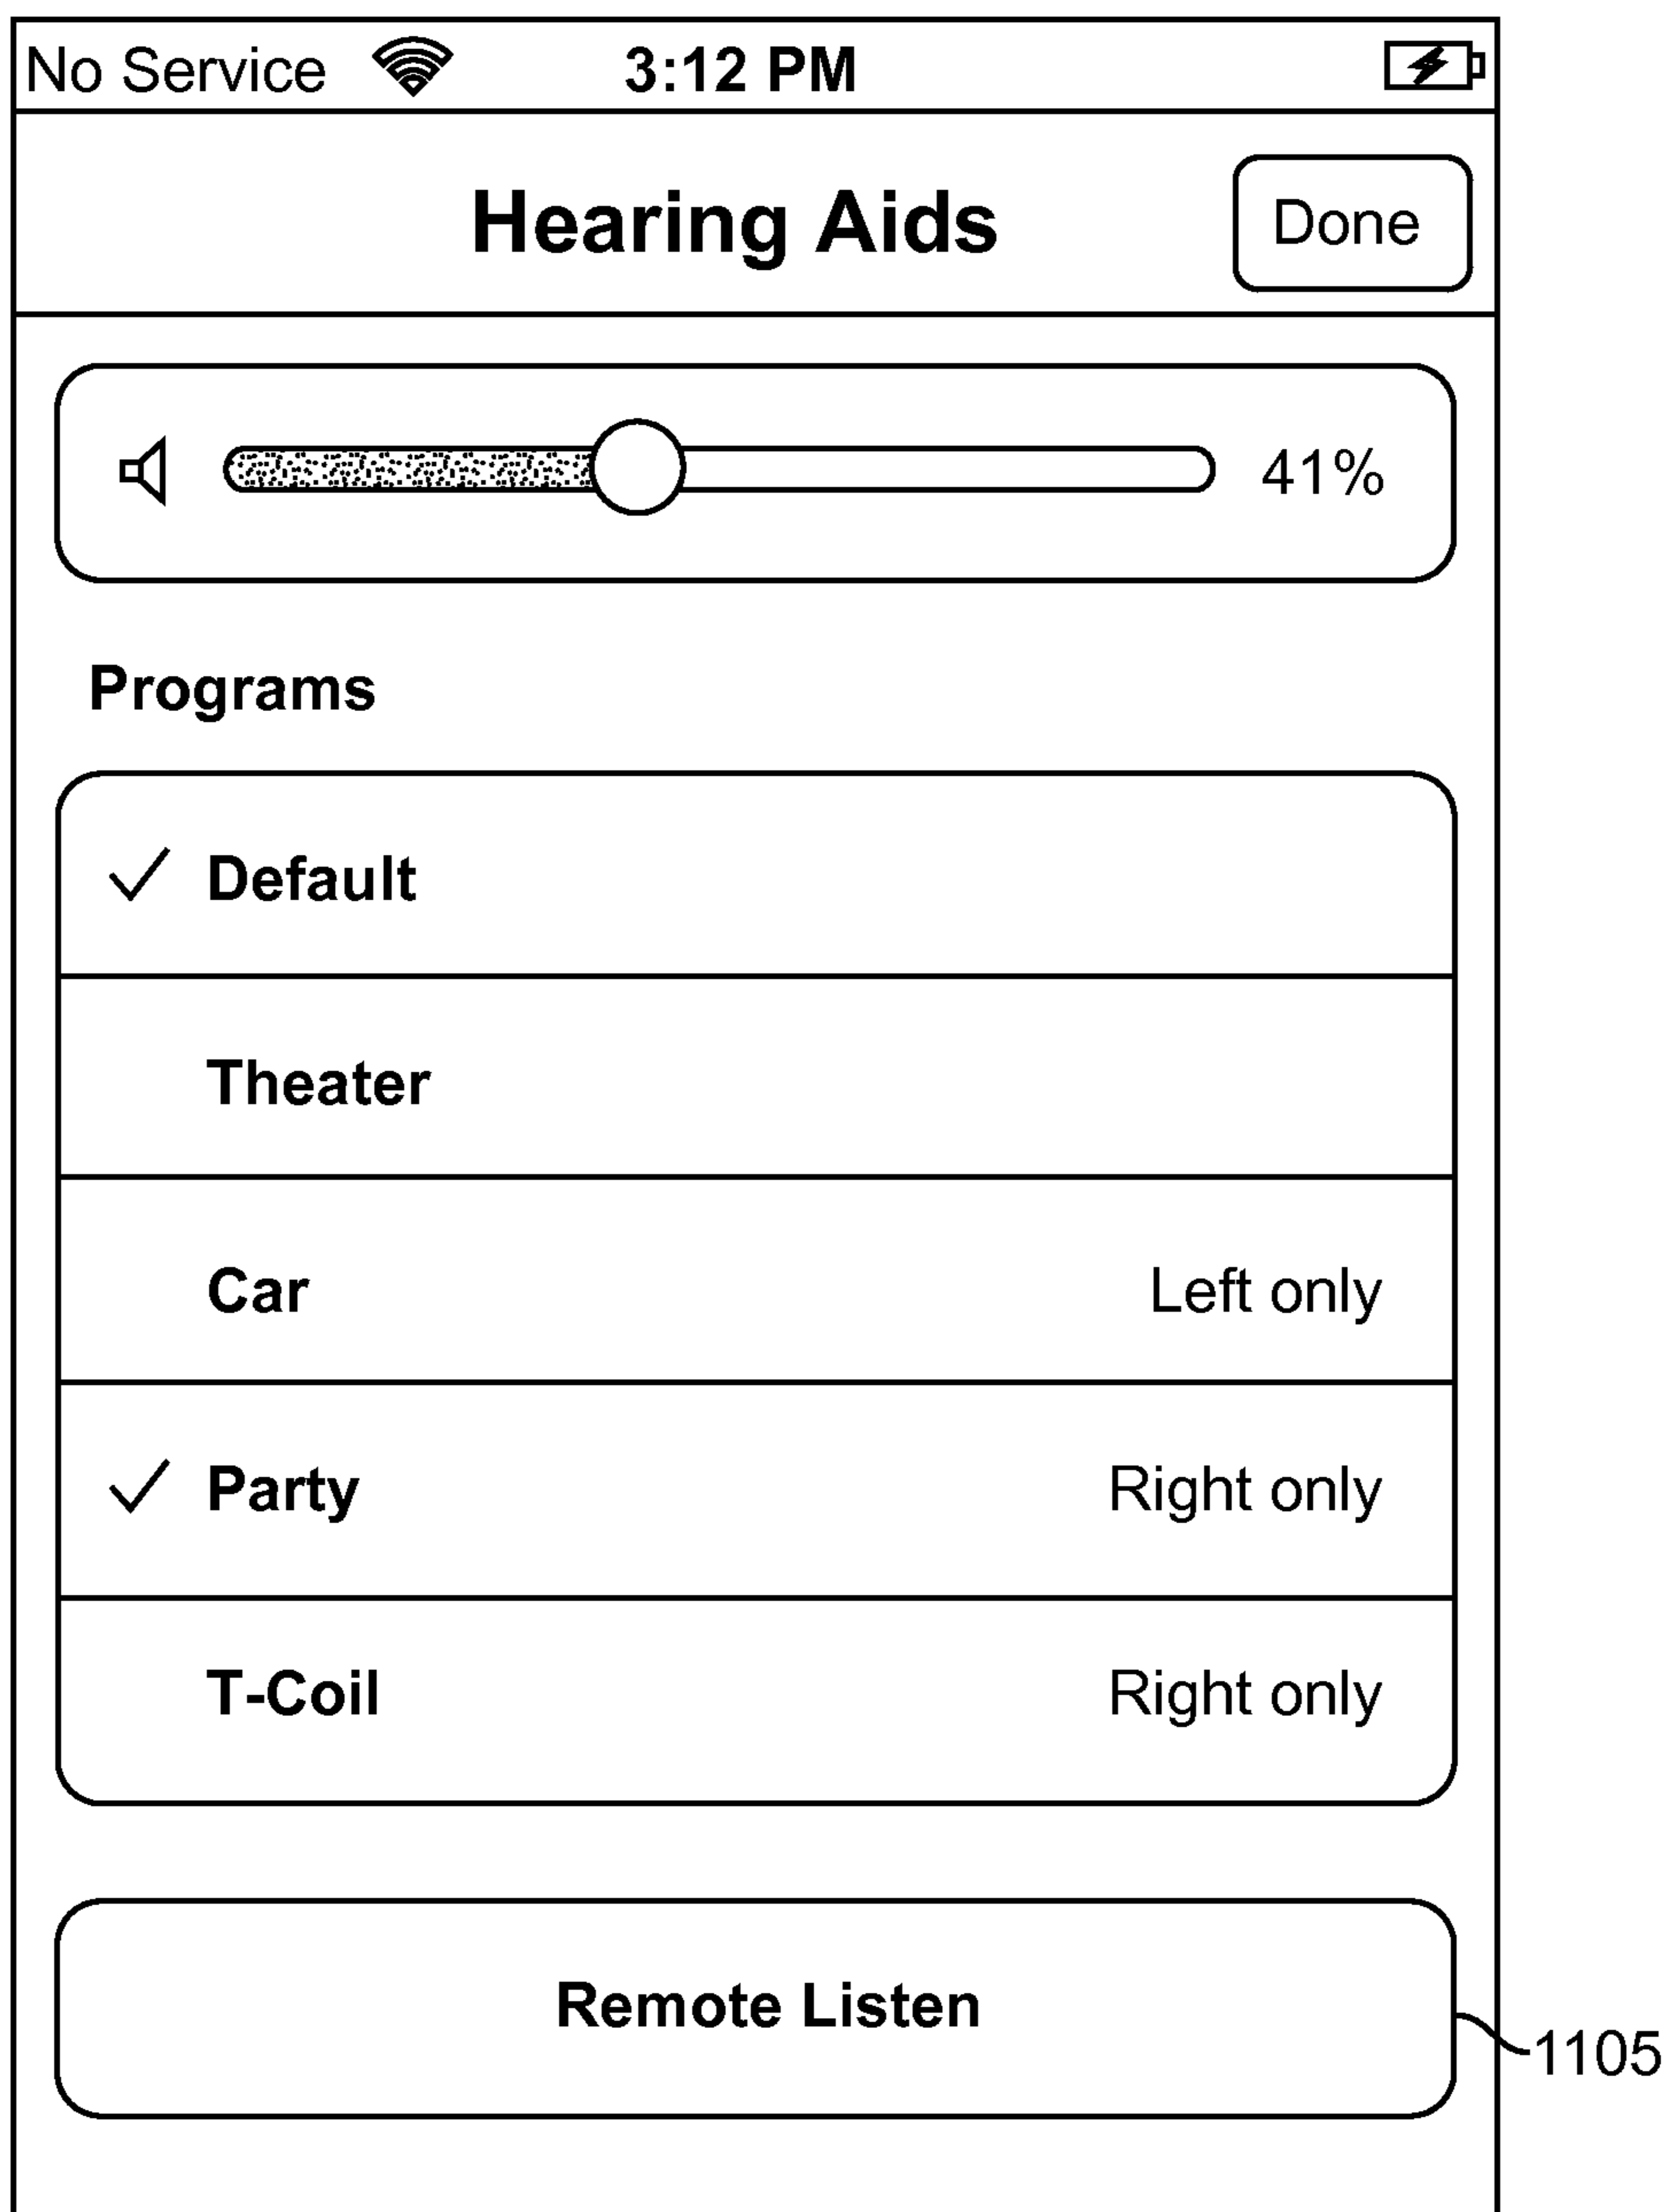 No Service 3:12 PM
Hearing Aids Done
41%
Programs
Default
Theater
Car Left only
Party Right only
T-Coil Right only
Remote Listen
1105